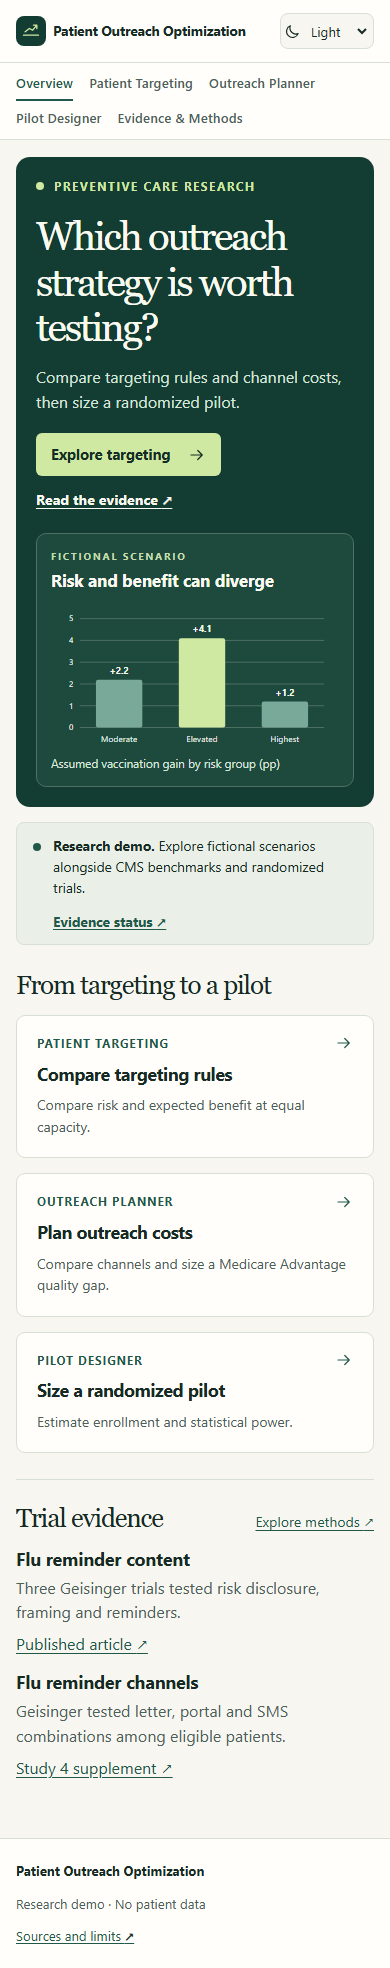 Patient Outreach Optimization
Light
Overview Patient Targeting Outreach Planner
Pilot Designer Evidence & Methods
PREVENTIVE CARE RESEARCH
Which outreach
strategy is worth
testing?
Compare targeting rules and channel costs,
then size a randomized pilot.
Explore targeting →
Read the evidence ↗
FICTIONAL SCENARIO
Risk and benefit can diverge
5
4
3
2
1
0
+2.2
+4.1
+1.2
Moderate Elevated Highest
Assumed vaccination gain by risk group (pp)
Research demo. Explore fictional scenarios
alongside CMS benchmarks and randomized
trials.
Evidence status ↗
From targeting to a pilot
PATIENT TARGETING →
Compare targeting rules
Compare risk and expected benefit at equal
capacity.
OUTREACH PLANNER →
Plan outreach costs
Compare channels and size a Medicare Advantage
quality gap.
PILOT DESIGNER →
Size a randomized pilot
Estimate enrollment and statistical power.
Trial evidence
Explore methods ↗
Flu reminder content
Three Geisinger trials tested risk disclosure,
framing and reminders.
Published article ↗
Flu reminder channels
Geisinger tested letter, portal and SMS
combinations among eligible patients.
Study 4 supplement ↗
Patient Outreach Optimization
Research demo · No patient data
Sources and limits ↗